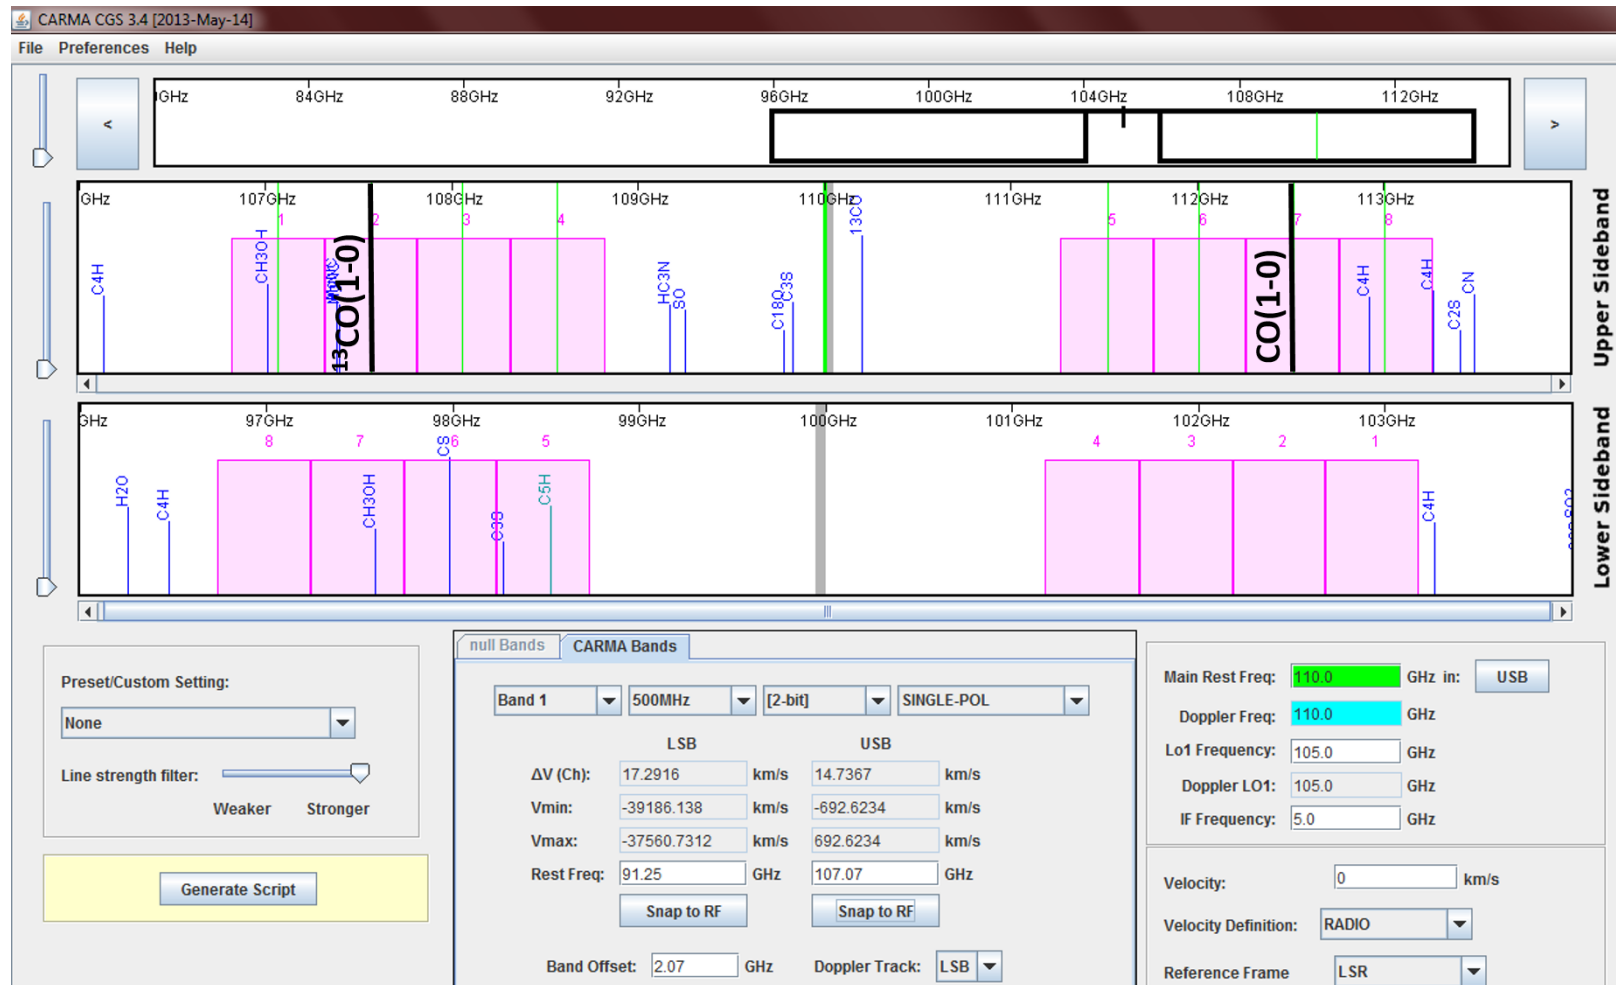 CARMA CGS 3.4 [2013-May-14]
File Preferences Help
< GHz 84GHz 88GHz 92GHz 96GHz 100GHz 104GHz 108GHz 112GHz >
GHz 107GHz 108GHz 109GHz 110GHz 111GHz 112GHz 113GHz
1 2 3 4 5 6 7 8
C4H CH3OH ¹³CO(1-0) HC3N SO C18O C3S 13CO CO(1-0) C4H C4H C2S CN
Upper Sideband
GHz 97GHz 98GHz 99GHz 100GHz 101GHz 102GHz 103GHz
8 7 6 5 4 3 2 1
H2O C4H CH3OH CS C3S C5H C4H SO2
Lower Sideband
null Bands CARMA Bands
Preset/Custom Setting:
None
Line strength filter:
Weaker Stronger
Generate Script
Band 1 500MHz [2-bit] SINGLE-POL
LSB USB
ΔV (Ch): 17.2916 km/s 14.7367 km/s
Vmin: -39186.138 km/s -692.6234 km/s
Vmax: -37560.7312 km/s 692.6234 km/s
Rest Freq: 91.25 GHz 107.07 GHz
Snap to RF Snap to RF
Band Offset: 2.07 GHz Doppler Track: LSB
Main Rest Freq: 110.0 GHz in: USB
Doppler Freq: 110.0 GHz
Lo1 Frequency: 105.0 GHz
Doppler LO1: 105.0 GHz
IF Frequency: 5.0 GHz
Velocity: 0 km/s
Velocity Definition: RADIO
Reference Frame LSR